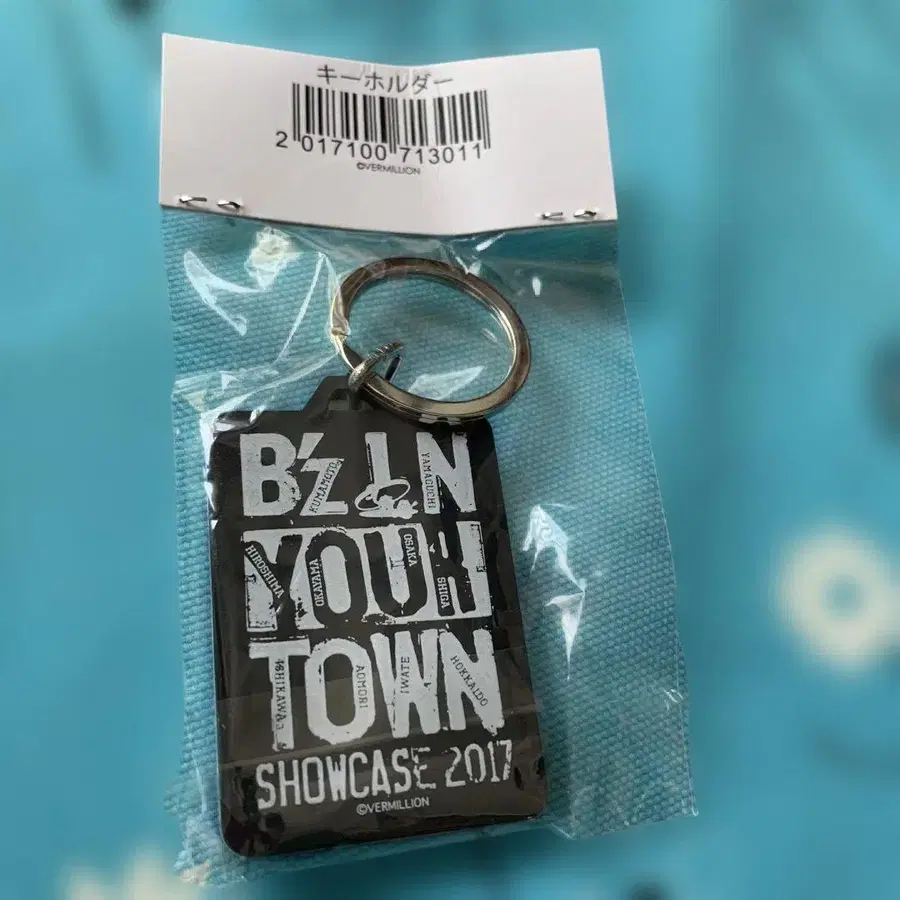 キーホルダー
2 017100 713011
©VERMILLION
B'z IN
KUMAMOTO
YAMAGUCHI
YOUR
HIROSHIMA
OKAYAMA
OSAKA
SHIGA
TOWN
ISHIKAWA
AOMORI
IWATE
HOKKAIDO
SHOWCASE 2017
©VERMILLION